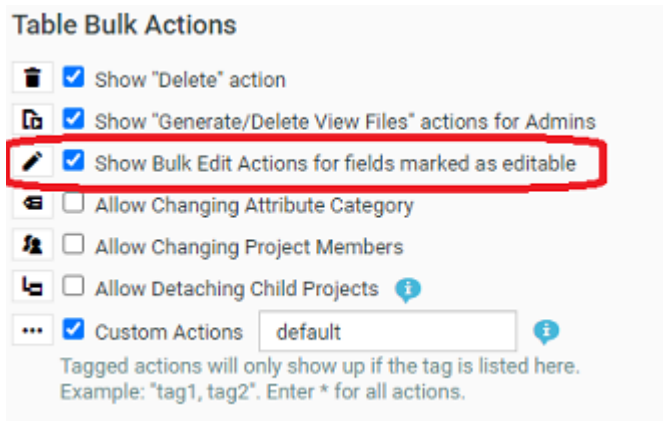 Table Bulk Actions
Show "Delete" action
Show "Generate/Delete View Files" actions for Admins
Show Bulk Edit Actions for fields marked as editable
Allow Changing Attribute Category
Allow Changing Project Members
Allow Detaching Child Projects
Custom Actions default
Tagged actions will only show up if the tag is listed here.
Example: "tag1, tag2". Enter * for all actions.